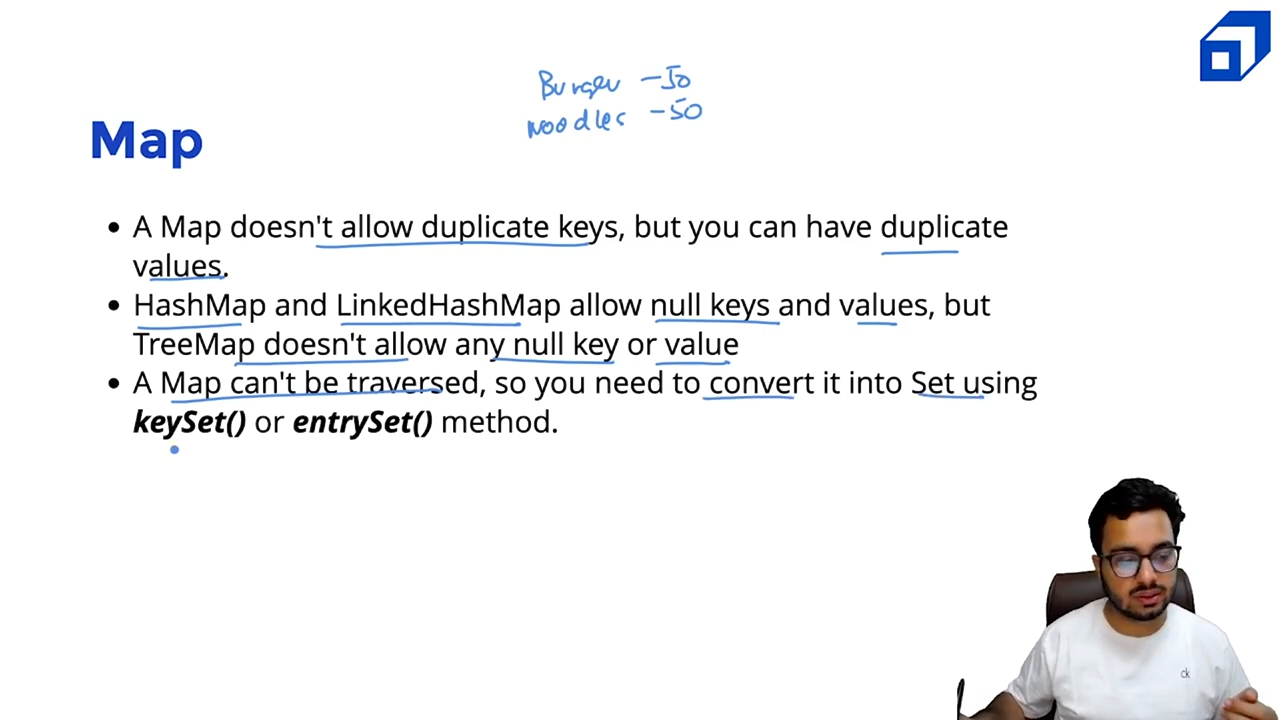 Burger - 50
Noodles - 50
Map
• A Map doesn't allow duplicate keys, but you can have duplicate
values.
• HashMap and LinkedHashMap allow null keys and values, but
TreeMap doesn't allow any null key or value
• A Map can't be traversed, so you need to convert it into Set using
keySet() or entrySet() method.
ck